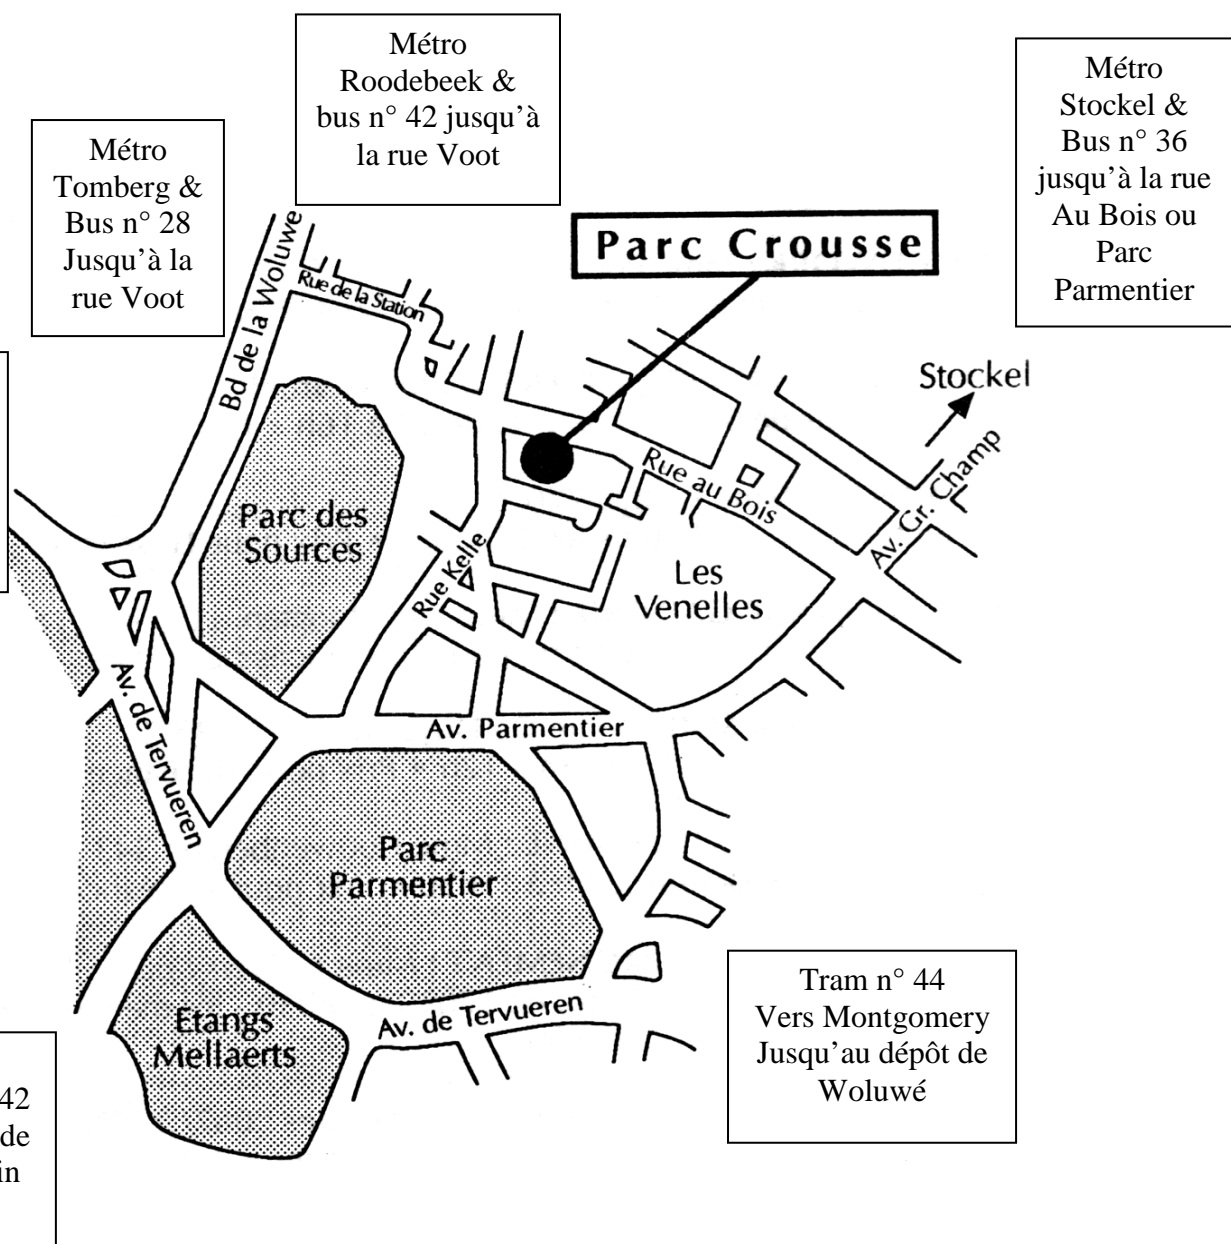 Métro
Roodebeek &
bus n° 42 jusqu’à
la rue Voot
Métro
Stockel &
Bus n° 36
jusqu’à la rue
Au Bois ou
Parc
Parmentier
Métro
Tomberg &
Bus n° 28
Jusqu’à la
rue Voot
Parc Crousse
Bd de la Woluwe
Rue de la Station
Stockel
Av. Gr. Champ
Rue au Bois
Parc des
Sources
Rue Kelle
Les
Venelles
Av. de Tervueren
Av. Parmentier
Parc
Parmentier
Etangs
Mellaerts
Av. de Tervueren
Tram n° 44
Vers Montgomery
Jusqu’au dépôt de
Woluwé
42
de
in